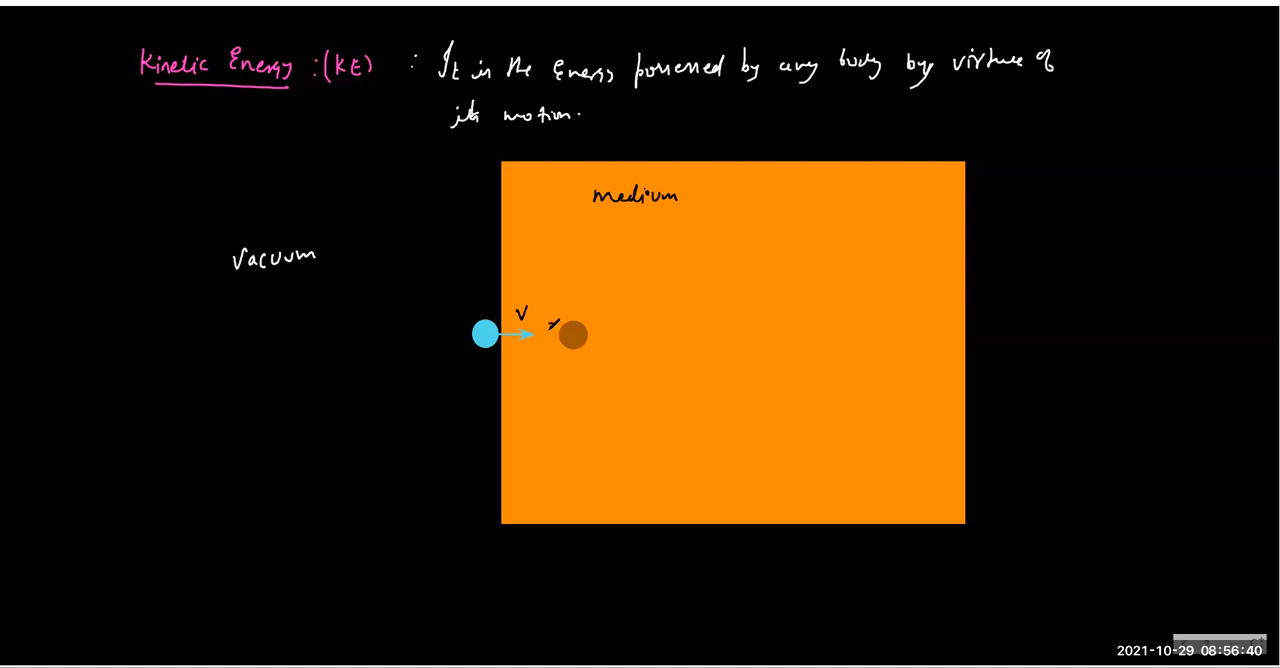 Kinetic Energy :(KE) : It is the Energy possessed by any body by virtue of
its motion.
medium
Vacuum
V
2021-10-29 08:56:40